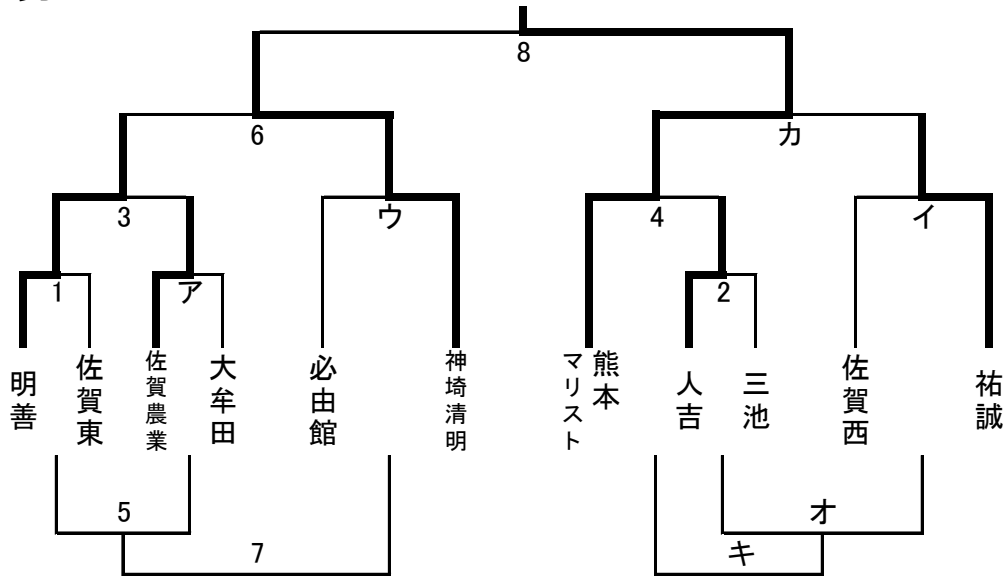 8
6
カ
3
ウ
4
イ
1
ア
2
明善
佐賀東
佐賀農業
大牟田
必由館
神埼清明
熊本
マリスト
人吉
三池
佐賀西
祐誠
5
オ
7
キ